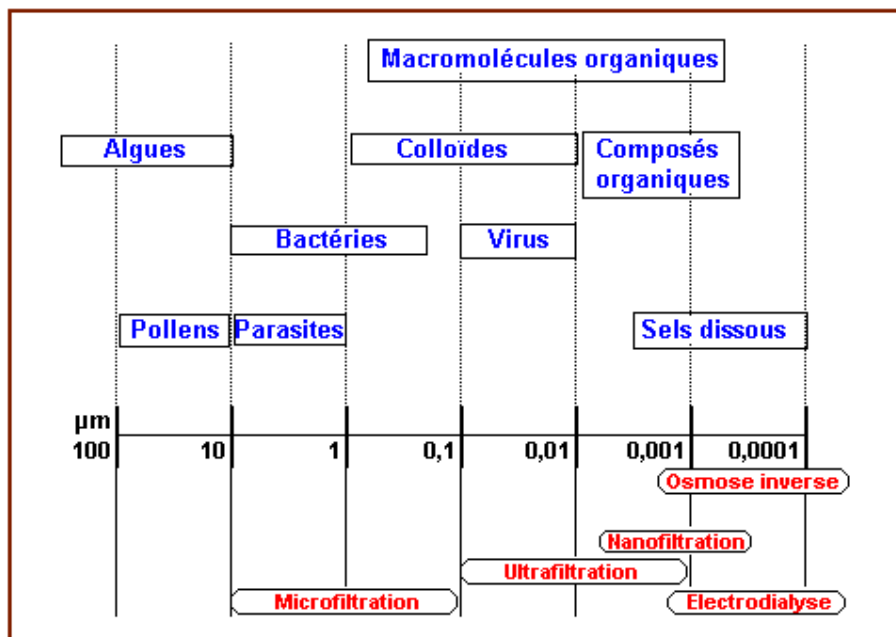 Macromolécules organiques
Algues
Colloïdes
Composés
organiques
Bactéries
Virus
Pollens
Parasites
Sels dissous
µm
100
10
1
0,1
0,01
0,001
0,0001
Osmose inverse
Nanofiltration
Ultrafiltration
Microfiltration
Electrodialyse